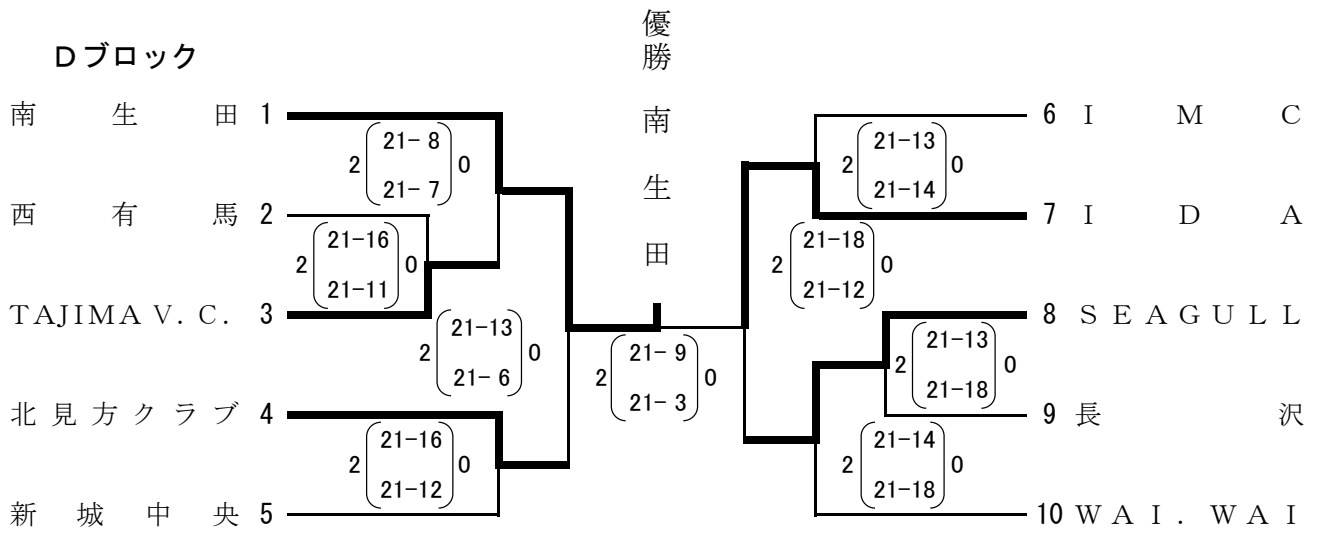 Dブロック
優勝 南生田
南生田 1
2 21-8 0
21-7
西有馬 2
2 21-16 0
21-11
TAJIMA V.C. 3
2 21-13 0
21-6
北見方クラブ 4
2 21-16 0
21-12
新城中央 5
2 21-9 0
21-3
6 IMC
2 21-13 0
21-14
7 IDA
2 21-18 0
21-12
8 SEAGULL
2 21-13 0
21-18
9 長沢
2 21-14 0
21-18
10 WAI.WAI